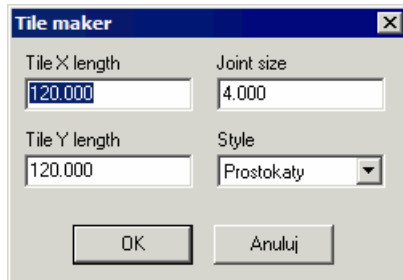 Tile maker
Tile X length
Joint size
120.000
4.000
Tile Y length
Style
120.000
Prostokaty
OK
Anuluj